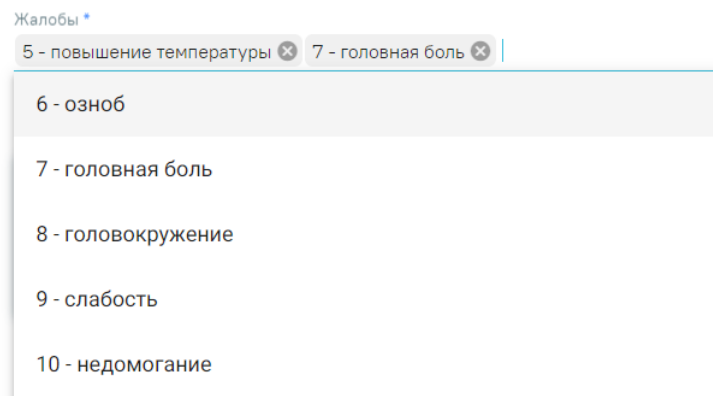 Жалобы *
5 - повышение температуры 7 - головная боль
6 - озноб
7 - головная боль
8 - головокружение
9 - слабость
10 - недомогание